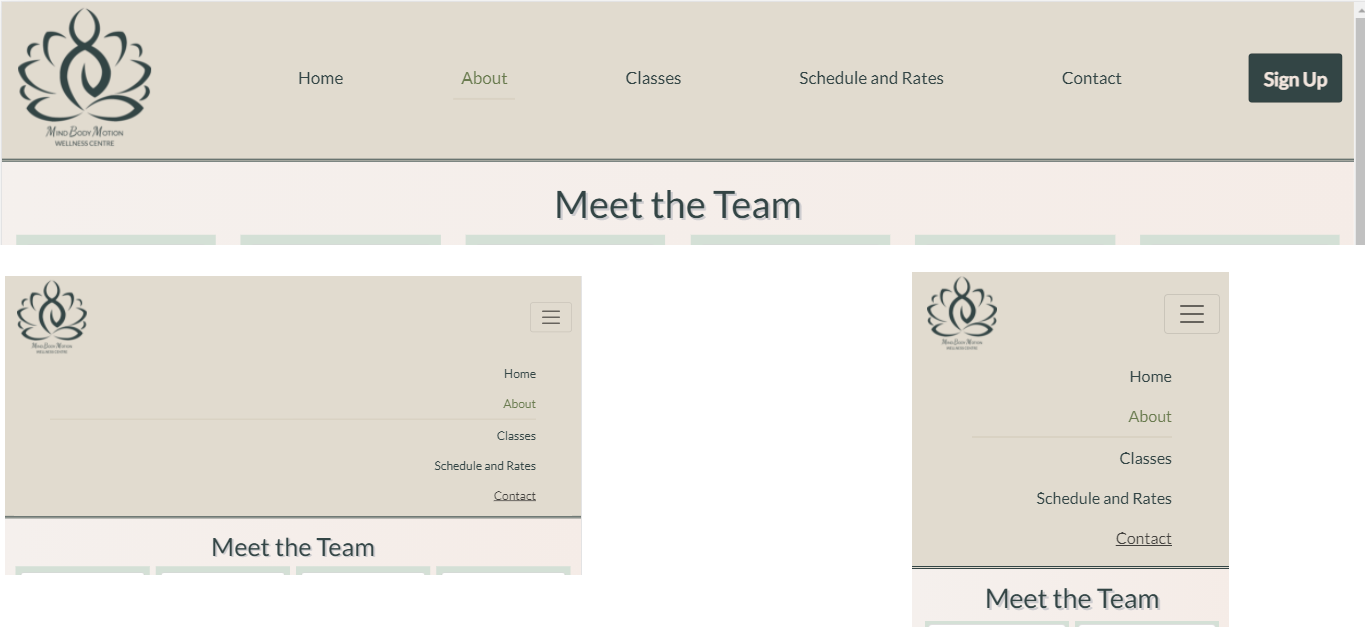 Home About Classes Schedule and Rates Contact Sign Up
MIND BODY MOTION
WELLNESS CENTRE
Meet the Team
MIND BODY MOTION
WELLNESS CENTRE
Home
About
Classes
Schedule and Rates
Contact
Meet the Team
MIND BODY MOTION
WELLNESS CENTRE
Home
About
Classes
Schedule and Rates
Contact
Meet the Team